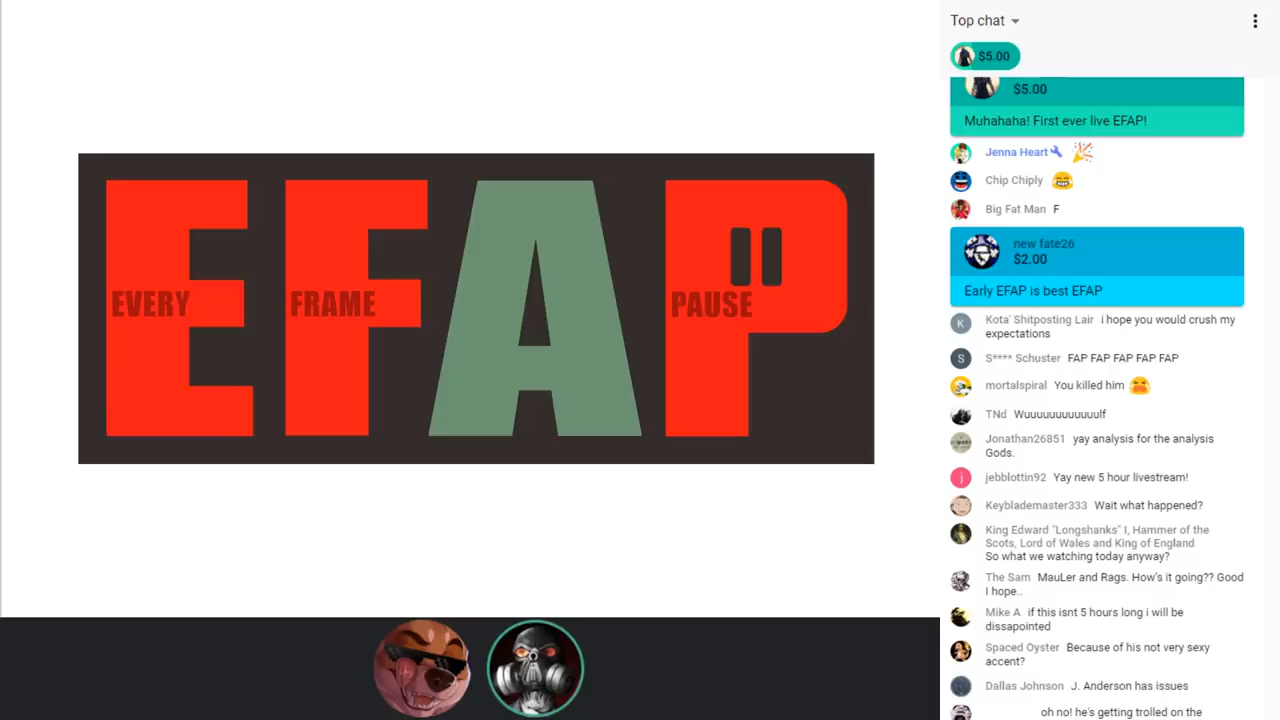 EFAP
EVERY
FRAME
PAUSE
Top chat
$5.00
$5.00
Muhahaha! First ever live EFAP!
Jenna Heart
Chip Chiply
Big Fat Man F
new fate26
$2.00
Early EFAP is best EFAP
K Kota' Shitposting Lair i hope you would crush my
expectations
S S**** Schuster FAP FAP FAP FAP FAP
mortalspiral You killed him
TNd Wuuuuuuuuuuulf
Jonathan26851 yay analysis for the analysis
Gods.
j jebblottin92 Yay new 5 hour livestream!
Keyblademaster333 Wait what happened?
King Edward "Longshanks" I, Hammer of the
Scots, Lord of Wales and King of England
So what we watching today anyway?
The Sam MauLer and Rags. How's it going?? Good
I hope..
Mike A if this isnt 5 hours long i will be
dissapointed
Spaced Oyster Because of his not very sexy
accent?
Dallas Johnson J. Anderson has issues
oh no! he's getting trolled on the